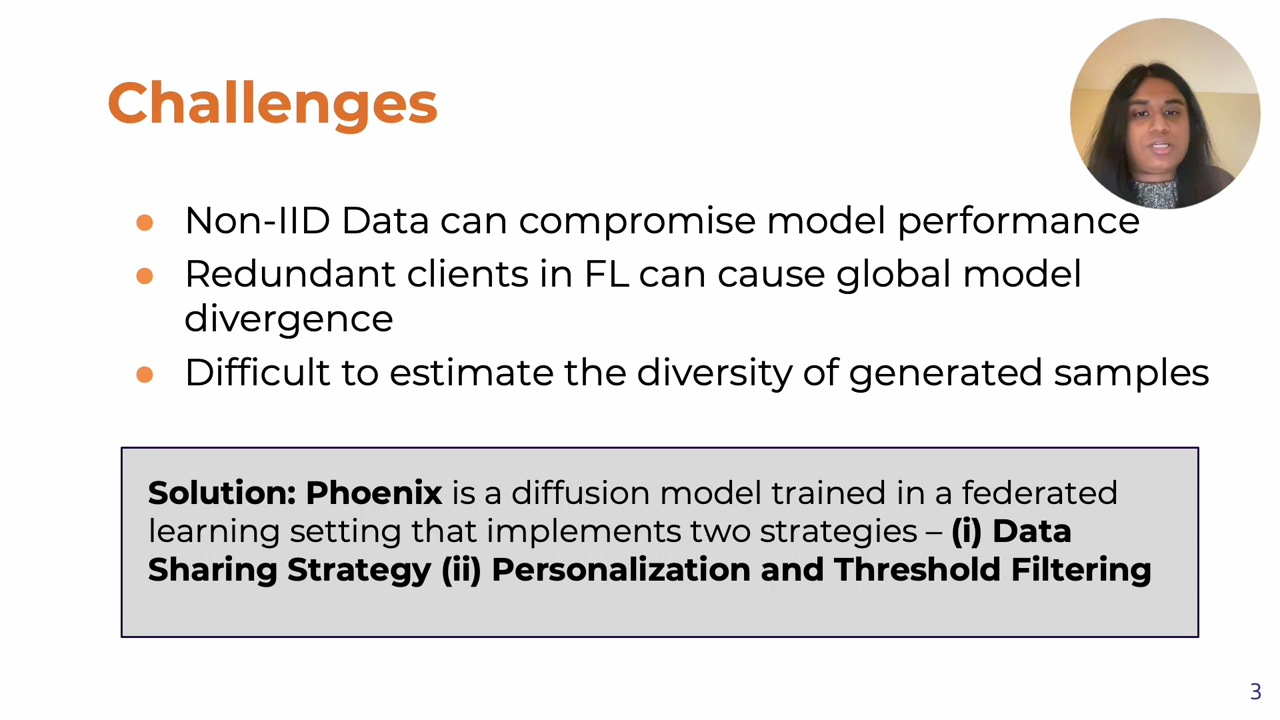 Challenges
● Non-IID Data can compromise model performance
● Redundant clients in FL can cause global model
divergence
● Difficult to estimate the diversity of generated samples
Solution: Phoenix is a diffusion model trained in a federated
learning setting that implements two strategies – (i) Data
Sharing Strategy (ii) Personalization and Threshold Filtering
3